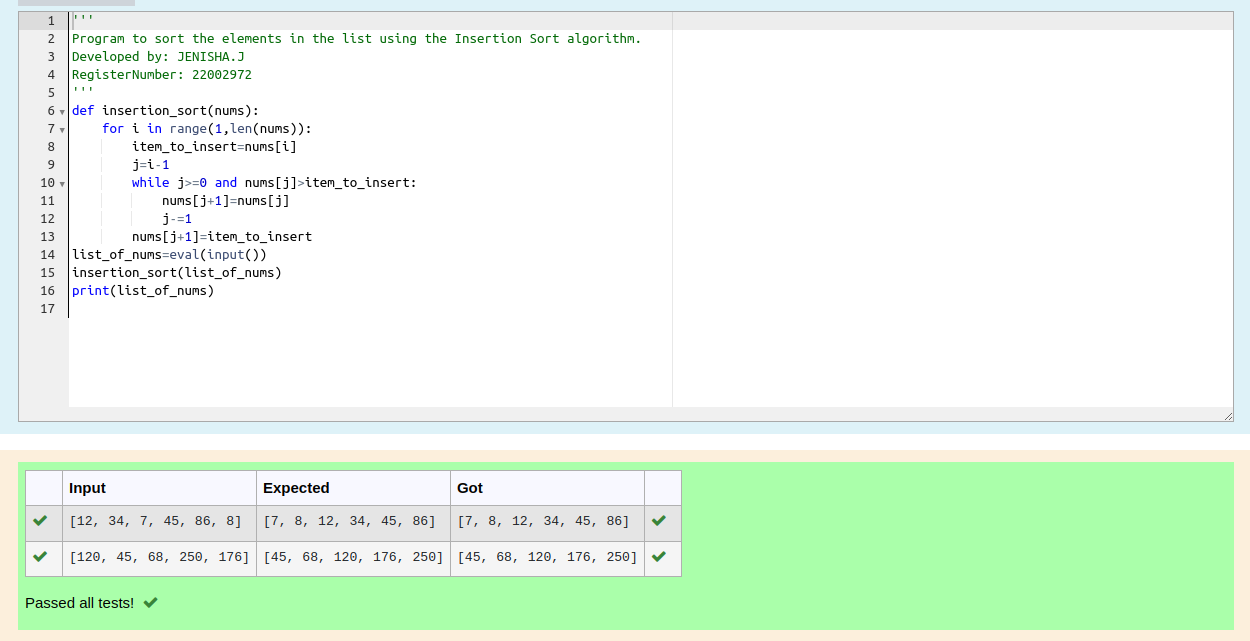 1 '''
2 Program to sort the elements in the list using the Insertion Sort algorithm.
3 Developed by: JENISHA.J
4 RegisterNumber: 22002972
5 '''
6 def insertion_sort(nums):
7     for i in range(1,len(nums)):
8         item_to_insert=nums[i]
9         j=i-1
10         while j>=0 and nums[j]>item_to_insert:
11             nums[j+1]=nums[j]
12             j-=1
13         nums[j+1]=item_to_insert
14 list_of_nums=eval(input())
15 insertion_sort(list_of_nums)
16 print(list_of_nums)
17
Input Expected Got
[12, 34, 7, 45, 86, 8] [7, 8, 12, 34, 45, 86] [7, 8, 12, 34, 45, 86]
[120, 45, 68, 250, 176] [45, 68, 120, 176, 250] [45, 68, 120, 176, 250]
Passed all tests!